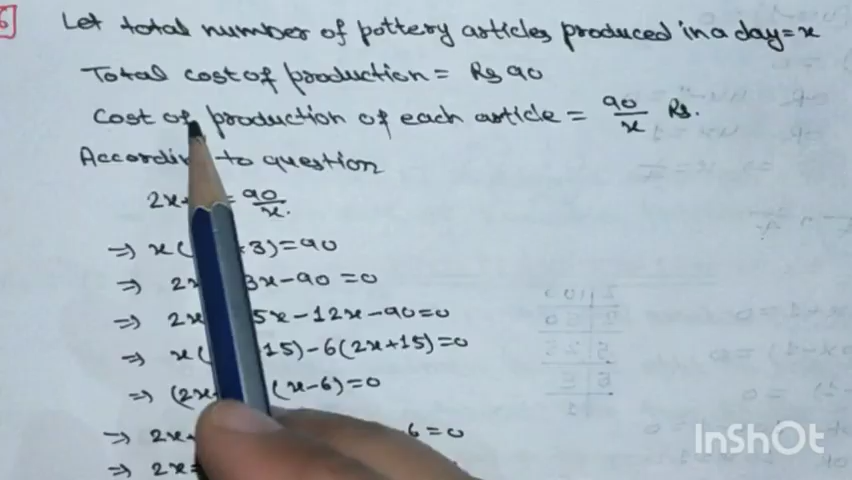 6
Let total number of pottery articles produced in a day = x
Total cost of production = Rs 90
Cost of production of each article = 90/x Rs.
According to question
2x+ = 90/x.
⇒ x( +3) = 90
⇒ 2x 3x - 90 = 0
⇒ 2x 5x - 12x - 90 = 0
⇒ x( 15) - 6(2x+15) = 0
⇒ (2x (x-6) = 0
⇒ 2x+ 6 = 0
⇒ 2x=
InShOt